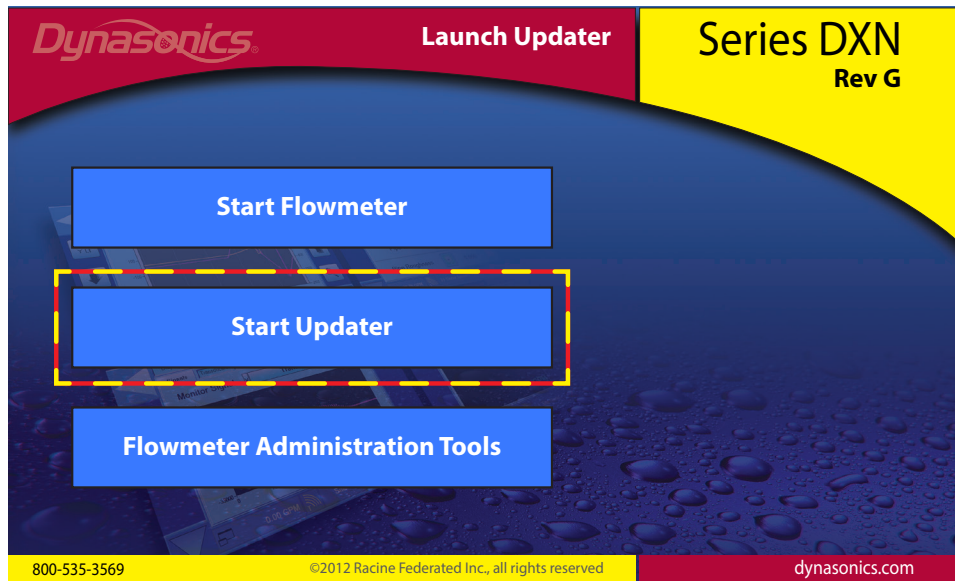 Dynasonics®
Launch Updater
Series DXN
Rev G
Start Flowmeter
Start Updater
Monitor
Flowmeter Administration Tools
800-535-3569
©2012 Racine Federated Inc., all rights reserved
dynasonics.com